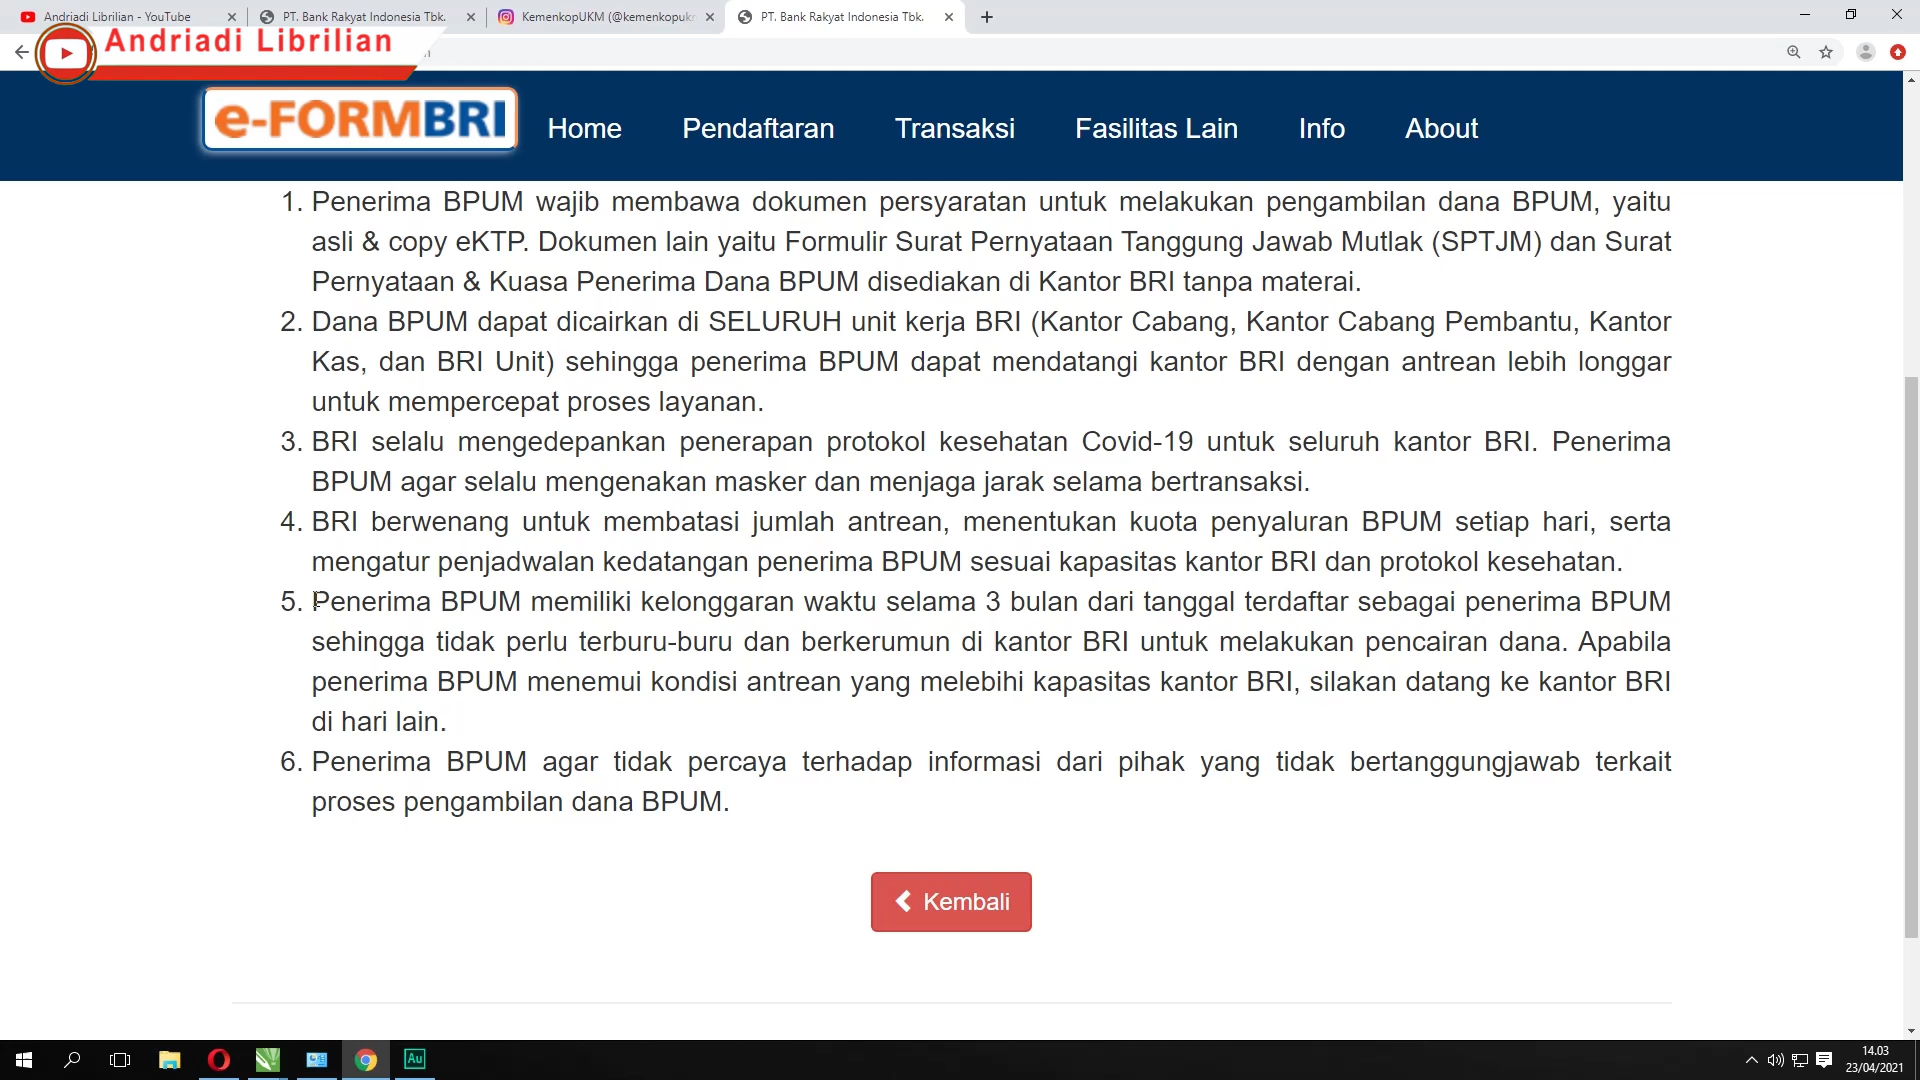 Andriadi Librilian - YouTube
PT. Bank Rakyat Indonesia Tbk.
KemenkopUKM (@kemenkopukm
PT. Bank Rakyat Indonesia Tbk.
Andriadi Librilian
e-FORMBRI
Home
Pendaftaran
Transaksi
Fasilitas Lain
Info
About
1. Penerima BPUM wajib membawa dokumen persyaratan untuk melakukan pengambilan dana BPUM, yaitu
asli & copy eKTP. Dokumen lain yaitu Formulir Surat Pernyataan Tanggung Jawab Mutlak (SPTJM) dan Surat
Pernyataan & Kuasa Penerima Dana BPUM disediakan di Kantor BRI tanpa materai.
2. Dana BPUM dapat dicairkan di SELURUH unit kerja BRI (Kantor Cabang, Kantor Cabang Pembantu, Kantor
Kas, dan BRI Unit) sehingga penerima BPUM dapat mendatangi kantor BRI dengan antrean lebih longgar
untuk mempercepat proses layanan.
3. BRI selalu mengedepankan penerapan protokol kesehatan Covid-19 untuk seluruh kantor BRI. Penerima
BPUM agar selalu mengenakan masker dan menjaga jarak selama bertransaksi.
4. BRI berwenang untuk membatasi jumlah antrean, menentukan kuota penyaluran BPUM setiap hari, serta
mengatur penjadwalan kedatangan penerima BPUM sesuai kapasitas kantor BRI dan protokol kesehatan.
5. Penerima BPUM memiliki kelonggaran waktu selama 3 bulan dari tanggal terdaftar sebagai penerima BPUM
sehingga tidak perlu terburu-buru dan berkerumun di kantor BRI untuk melakukan pencairan dana. Apabila
penerima BPUM menemui kondisi antrean yang melebihi kapasitas kantor BRI, silakan datang ke kantor BRI
di hari lain.
6. Penerima BPUM agar tidak percaya terhadap informasi dari pihak yang tidak bertanggungjawab terkait
proses pengambilan dana BPUM.
Kembali
Au
14.03
23/04/2021